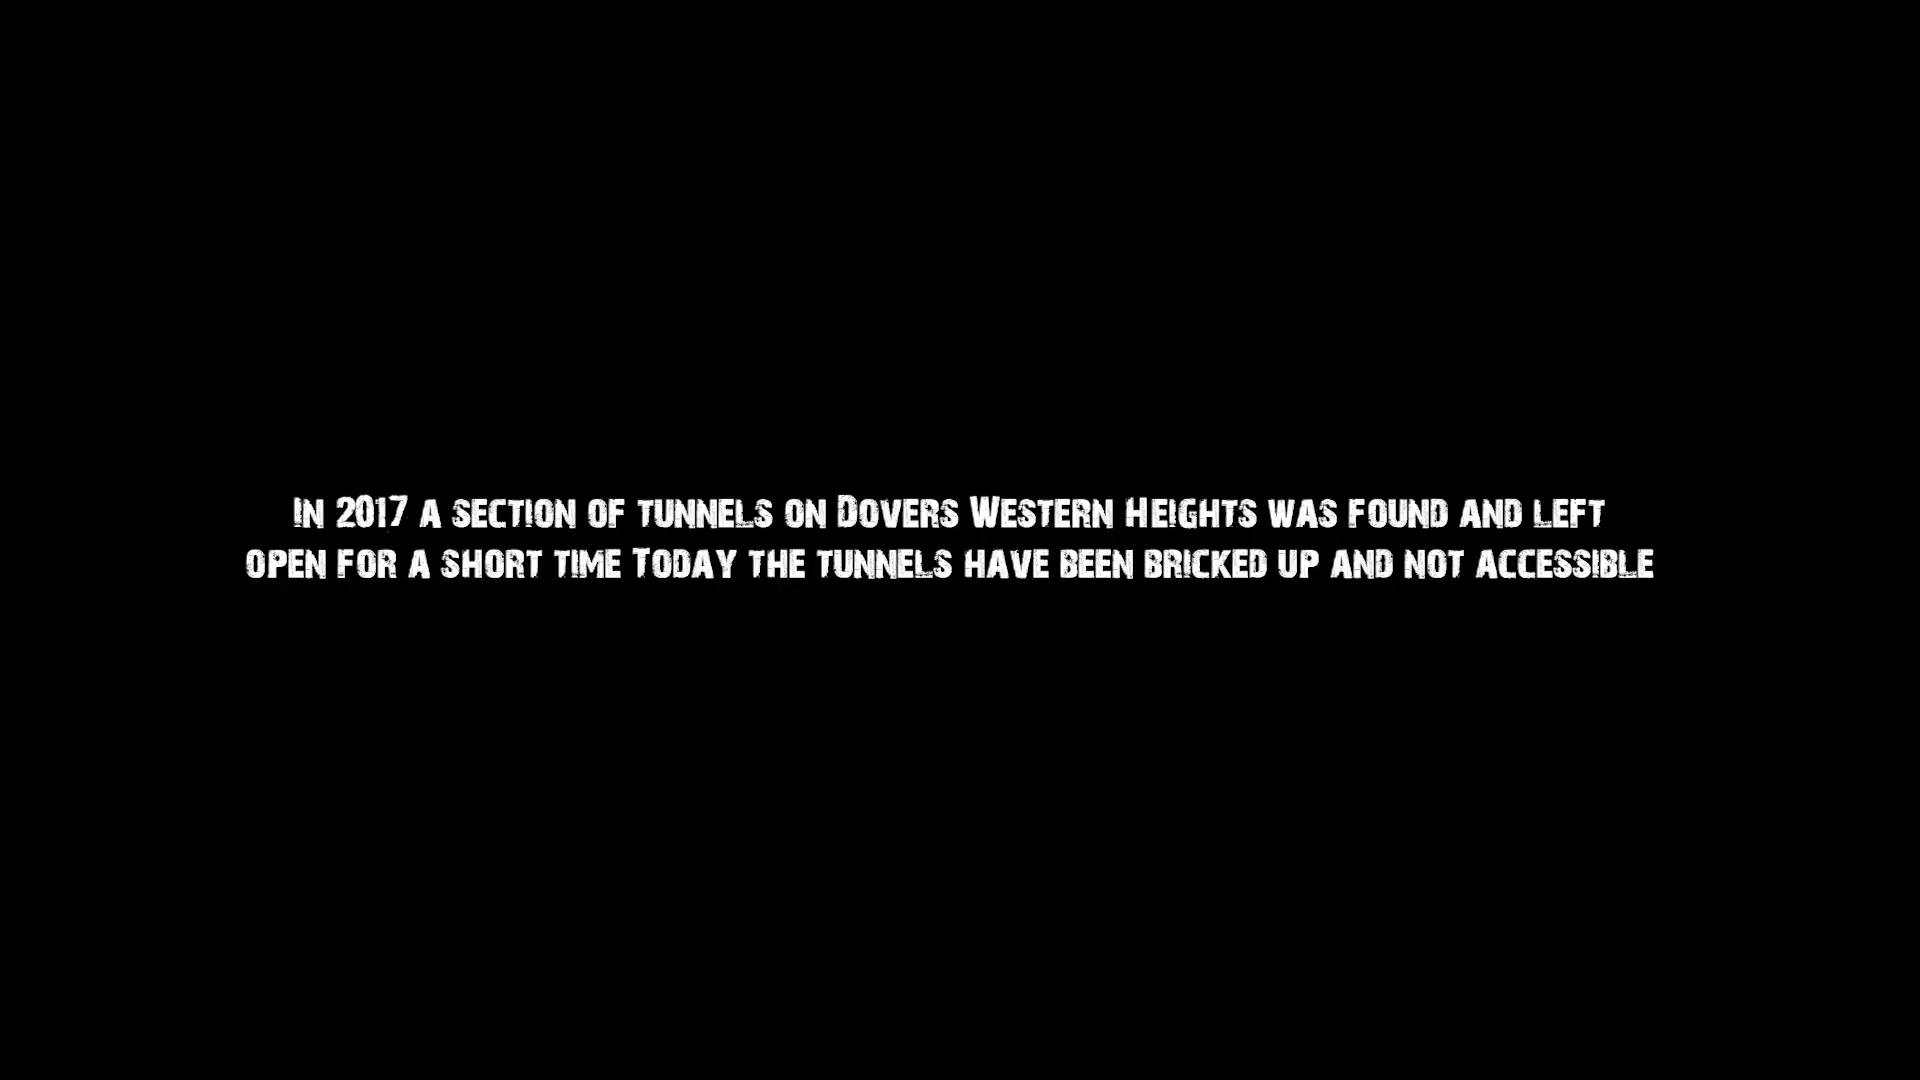 In 2017 a section of tunnels on Dovers Western Heights was found and left
open for a short time Today the tunnels have been bricked up and not accessible